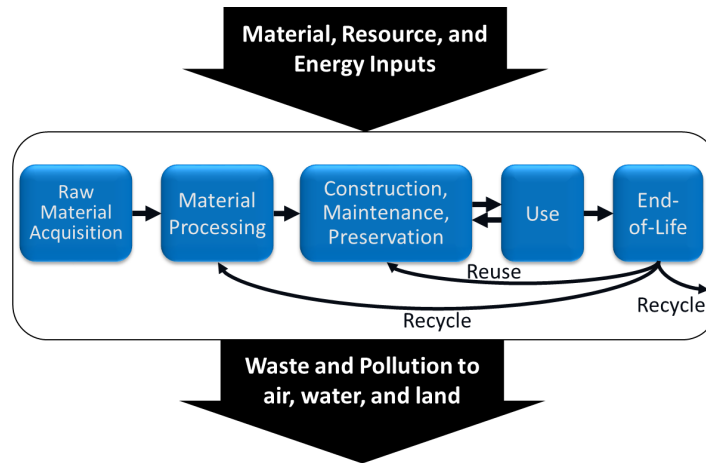 Material, Resource, and
Energy Inputs
Raw
Material
Acquisition
Material
Processing
Construction,
Maintenance,
Preservation
Use
End-
of-Life
Reuse
Recycle
Recycle
Waste and Pollution to
air, water, and land